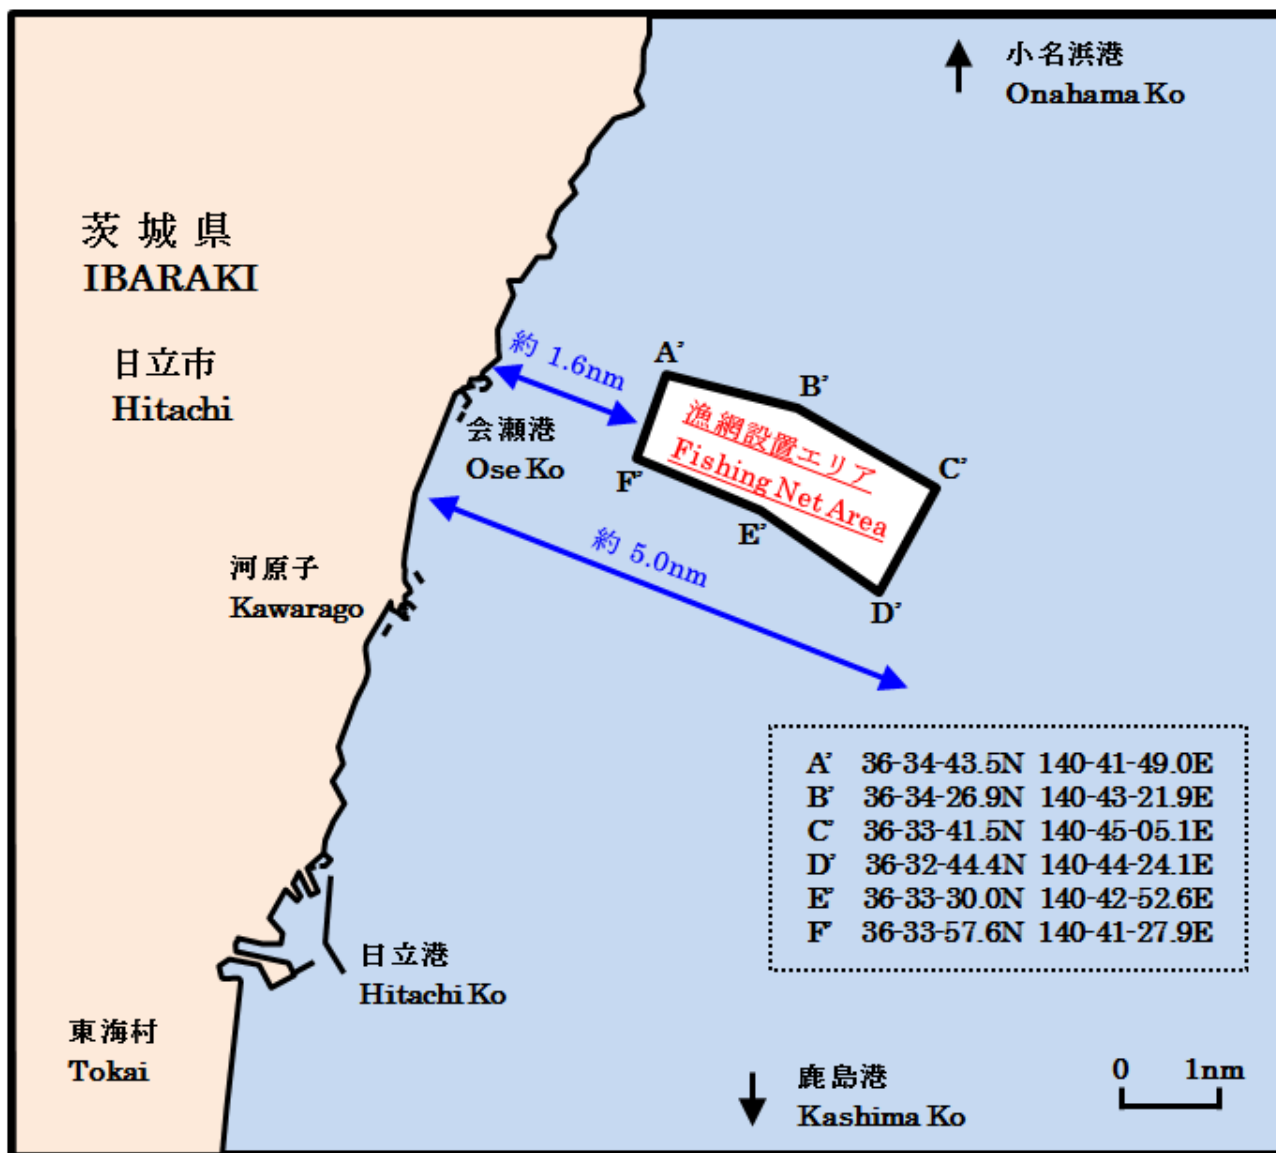 小名浜港
Onahama Ko
茨城県
IBARAKI
日立市
Hitachi
約 1.6nm
A’
B’
C’
D’
E’
F’
漁網設置エリア
Fishing Net Area
会瀬港
Ose Ko
約 5.0nm
河原子
Kawarago
A’ 36-34-43.5N 140-41-49.0E
B’ 36-34-26.9N 140-43-21.9E
C’ 36-33-41.5N 140-45-05.1E
D’ 36-32-44.4N 140-44-24.1E
E’ 36-33-30.0N 140-42-52.6E
F’ 36-33-57.6N 140-41-27.9E
日立港
Hitachi Ko
東海村
Tokai
鹿島港
Kashima Ko
0 1nm